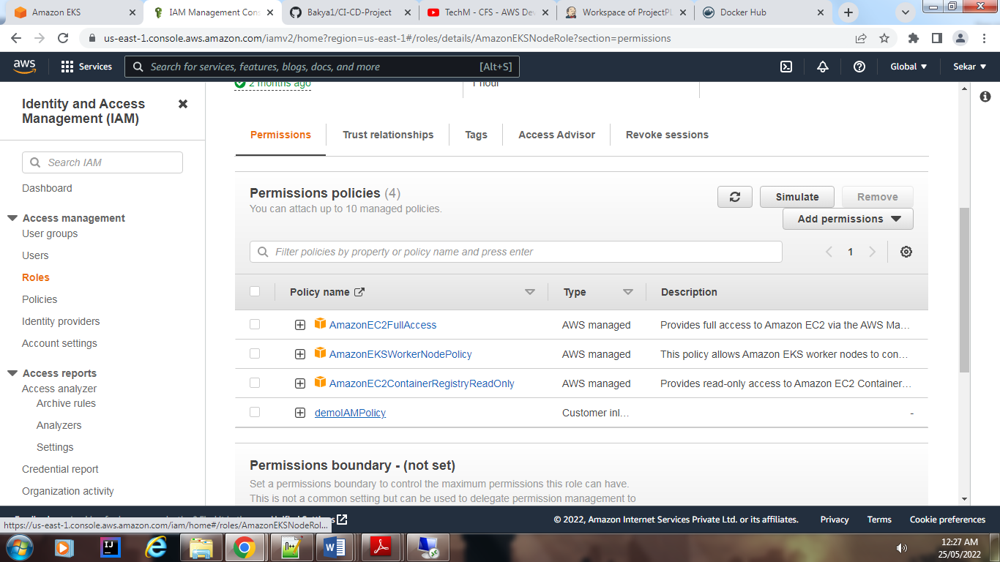 Amazon EKS
IAM Management Cons
Bakya1/CI-CD-Project
TechM - CFS - AWS Dev
Workspace of ProjectPL
Docker Hub
us-east-1.console.aws.amazon.com/iamv2/home?region=us-east-1#/roles/details/AmazonEKSNodeRole?section=permissions
aws
Services
Search for services, features, blogs, docs, and more
[Alt+S]
Global
Sekar
Identity and Access
Management (IAM)
Search IAM
Dashboard
Access management
User groups
Users
Roles
Policies
Identity providers
Account settings
Access reports
Access analyzer
Archive rules
Analyzers
Settings
Credential report
Organization activity
2 months ago
1 hour
Permissions
Trust relationships
Tags
Access Advisor
Revoke sessions
Permissions policies (4)
You can attach up to 10 managed policies.
Simulate
Remove
Add permissions
Filter policies by property or policy name and press enter
1
Policy name
Type
Description
AmazonEC2FullAccess
AWS managed
Provides full access to Amazon EC2 via the AWS Ma…
AmazonEKSWorkerNodePolicy
AWS managed
This policy allows Amazon EKS worker nodes to con…
AmazonEC2ContainerRegistryReadOnly
AWS managed
Provides read-only access to Amazon EC2 Container…
demoIAMPolicy
Customer inl…
-
Permissions boundary - (not set)
Set a permissions boundary to control the maximum permissions this role can have.
This is not a common setting but can be used to delegate permission management to
https://us-east-1.console.aws.amazon.com/iam/home#/roles/AmazonEKSNodeRol...
© 2022, Amazon Internet Services Private Ltd. or its affiliates.
Privacy
Terms
Cookie preferences
12:27 AM
25/05/2022